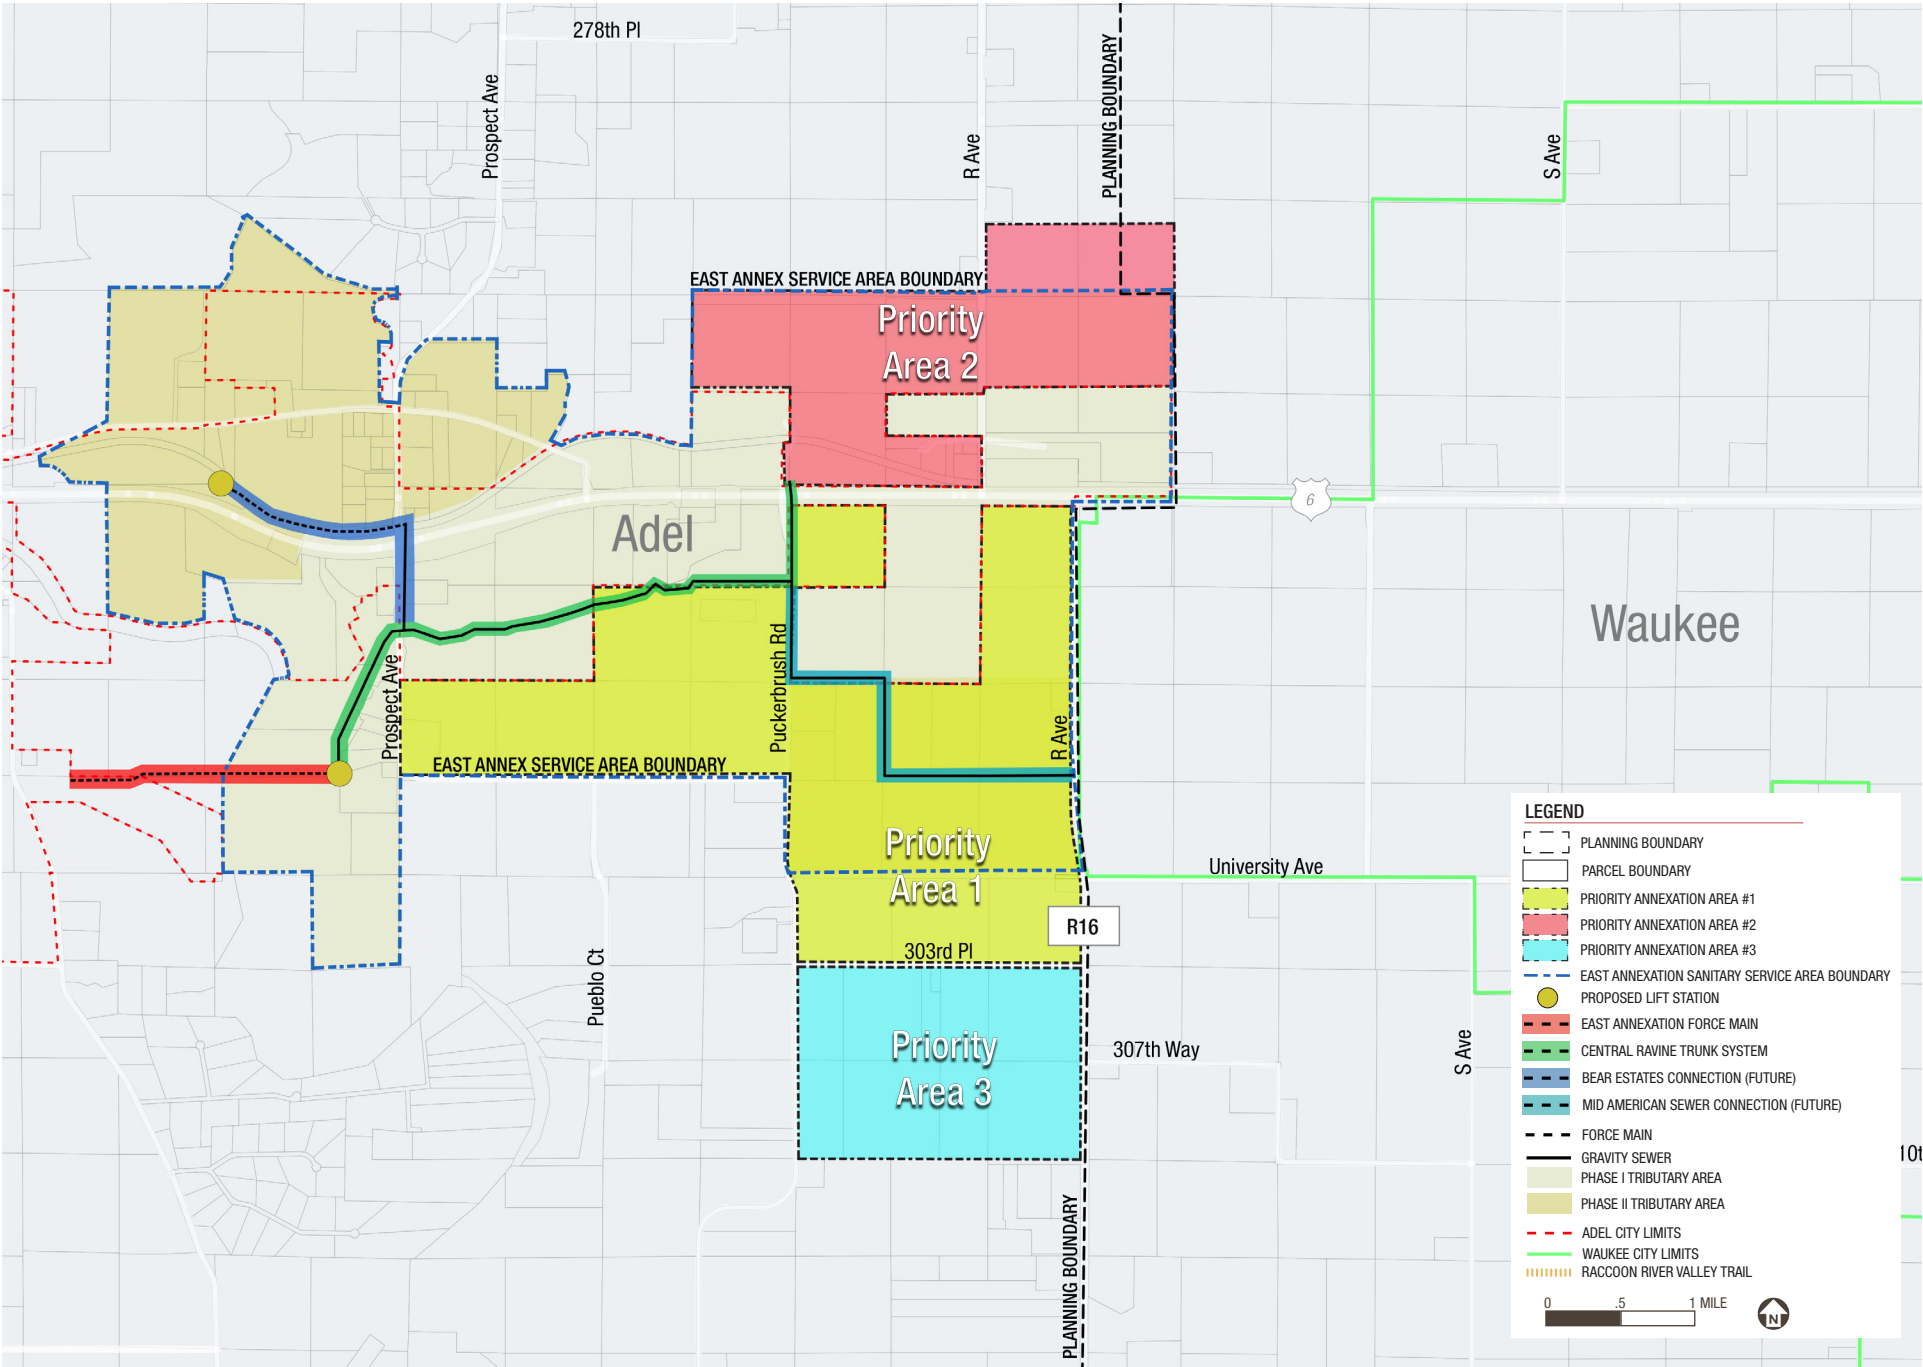 278th Pl
Prospect Ave
R Ave
PLANNING BOUNDARY
S Ave
EAST ANNEX SERVICE AREA BOUNDARY
Priority
Area 2
6
Adel
Waukee
Puckerbrush Rd
Prospect Ave
R Ave
EAST ANNEX SERVICE AREA BOUNDARY
Priority
Area 1
University Ave
R16
303rd Pl
Pueblo Ct
Priority
Area 3
307th Way
S Ave
PLANNING BOUNDARY
10t
LEGEND
PLANNING BOUNDARY
PARCEL BOUNDARY
PRIORITY ANNEXATION AREA #1
PRIORITY ANNEXATION AREA #2
PRIORITY ANNEXATION AREA #3
EAST ANNEXATION SANITARY SERVICE AREA BOUNDARY
PROPOSED LIFT STATION
EAST ANNEXATION FORCE MAIN
CENTRAL RAVINE TRUNK SYSTEM
BEAR ESTATES CONNECTION (FUTURE)
MID AMERICAN SEWER CONNECTION (FUTURE)
FORCE MAIN
GRAVITY SEWER
PHASE I TRIBUTARY AREA
PHASE II TRIBUTARY AREA
ADEL CITY LIMITS
WAUKEE CITY LIMITS
RACCOON RIVER VALLEY TRAIL
0 .5 1 MILE
N